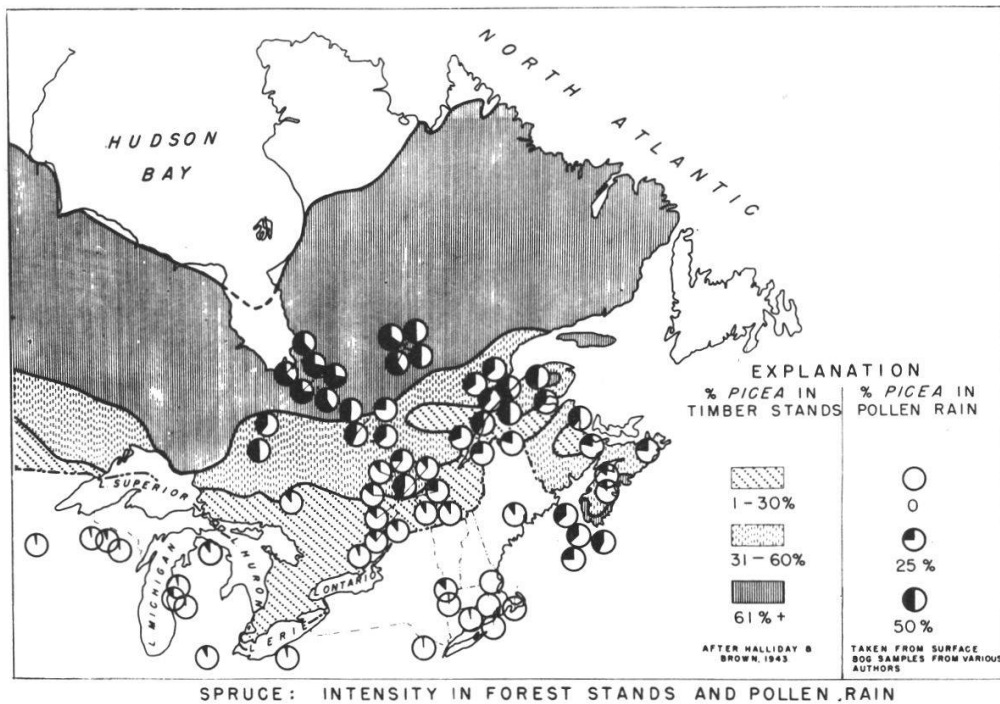 NORTH ATLANTIC
HUDSON
BAY
EXPLANATION
% PICEA IN
TIMBER STANDS
% PICEA IN
POLLEN RAIN
1-30%
0
31-60%
25%
61%+
50%
AFTER HALLIDAY &
BROWN, 1943
TAKEN FROM SURFACE
BOG SAMPLES FROM VARIOUS
AUTHORS
L. SUPERIOR
L. MICHIGAN
L. HURON
L. ONTARIO
L. ERIE
SPRUCE: INTENSITY IN FOREST STANDS AND POLLEN RAIN